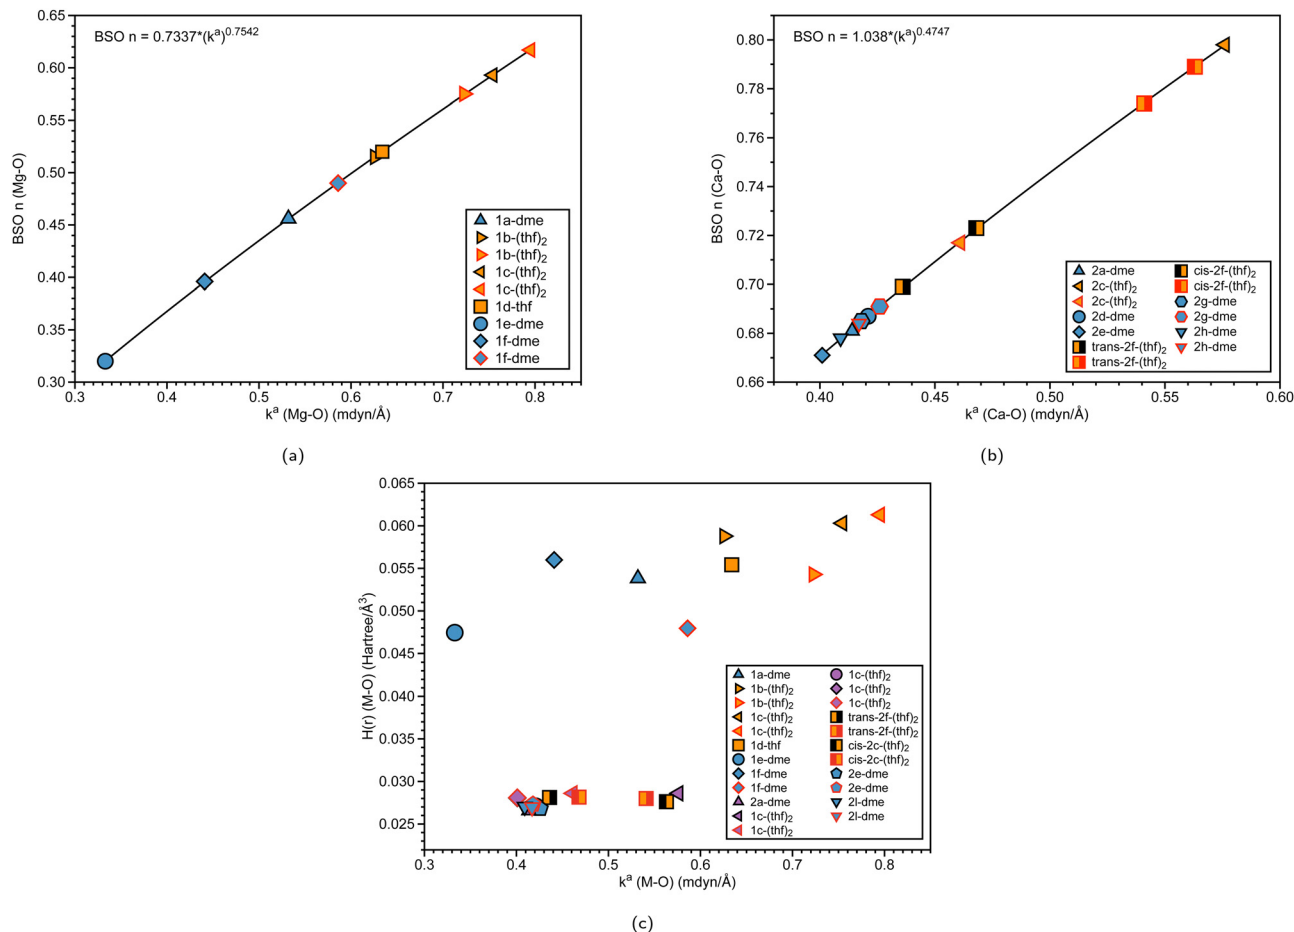 BSO n = 0.7337*(kᵃ)⁰·⁷⁵⁴²
0.65
0.60
0.55
0.50
0.45
0.40
0.35
0.30
BSO n (Mg-O)
1a-dme
1b-(thf)₂
1b-(thf)₂
1c-(thf)₂
1c-(thf)₂
1d-thf
1e-dme
1f-dme
1f-dme
0.3 0.4 0.5 0.6 0.7 0.8
kᵃ (Mg-O) (mdyn/Å)
(a)
BSO n = 1.038*(kᵃ)⁰·⁴⁷⁴⁷
0.80
0.78
0.76
0.74
0.72
0.70
0.68
0.66
BSO n (Ca-O)
2a-dme
2c-(thf)₂
2c-(thf)₂
2d-dme
2e-dme
trans-2f-(thf)₂
trans-2f-(thf)₂
cis-2f-(thf)₂
cis-2f-(thf)₂
2g-dme
2g-dme
2h-dme
2h-dme
0.40 0.45 0.50 0.55 0.60
kᵃ (Ca-O) (mdyn/Å)
(b)
0.065
0.060
0.055
0.050
0.045
0.040
0.035
0.030
0.025
H(r) (M-O) (Hartree/Å³)
1a-dme
1b-(thf)₂
1b-(thf)₂
1c-(thf)₂
1c-(thf)₂
1d-thf
1e-dme
1f-dme
1f-dme
2a-dme
1c-(thf)₂
1c-(thf)₂
1c-(thf)₂
1c-(thf)₂
1c-(thf)₂
trans-2f-(thf)₂
trans-2f-(thf)₂
cis-2c-(thf)₂
cis-2c-(thf)₂
2e-dme
2e-dme
2l-dme
2l-dme
0.3 0.4 0.5 0.6 0.7 0.8
kᵃ (M-O) (mdyn/Å)
(c)